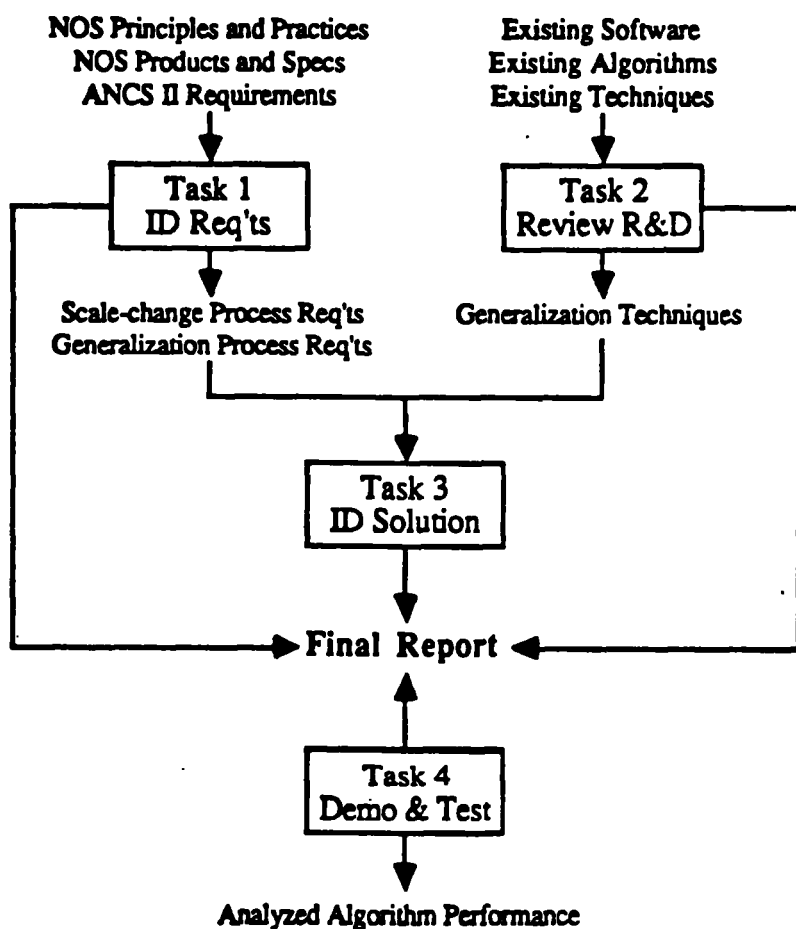 NOS Principles and Practices
NOS Products and Specs
ANCS II Requirements
Existing Software
Existing Algorithms
Existing Techniques
Task 1
ID Req'ts
Task 2
Review R&D
Scale-change Process Req'ts
Generalization Process Req'ts
Generalization Techniques
Task 3
ID Solution
Final Report
Task 4
Demo & Test
Analyzed Algorithm Performance